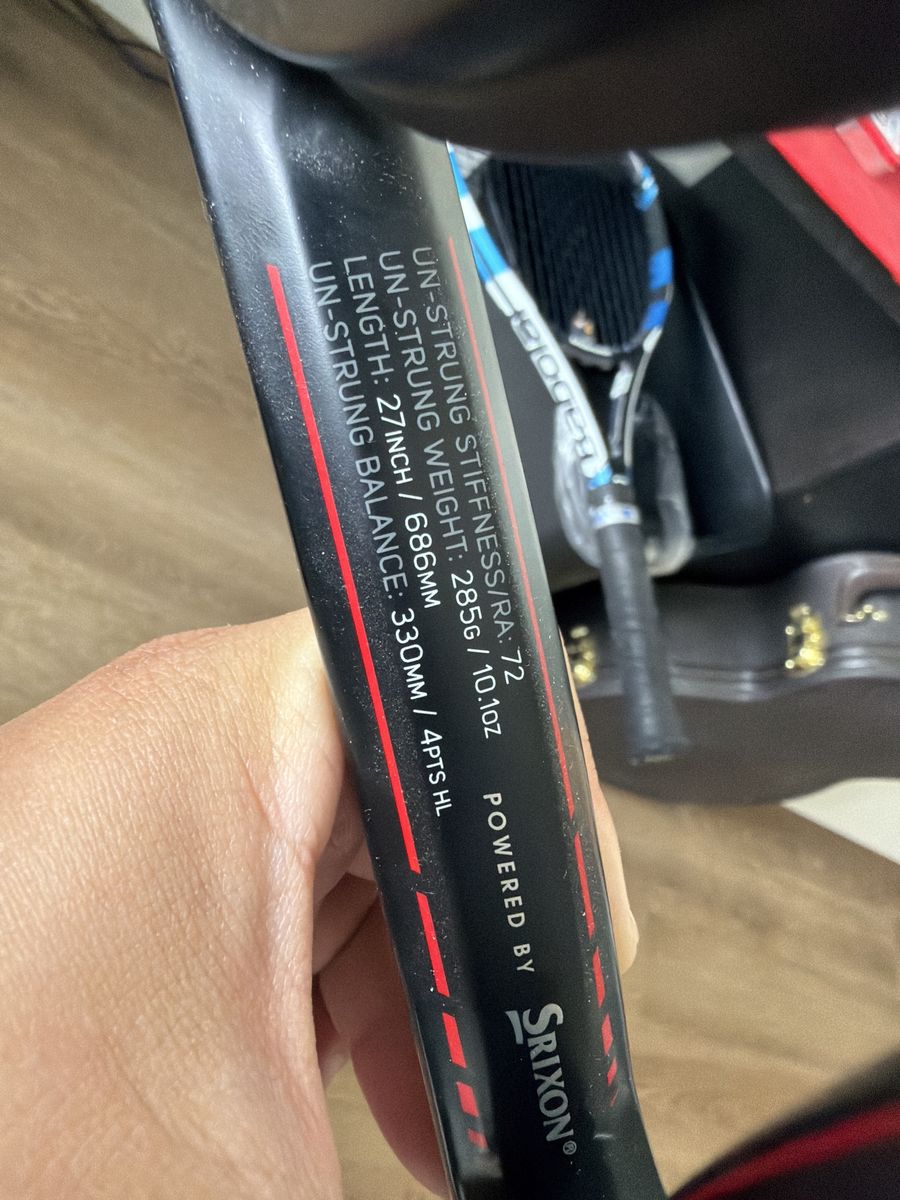 UN-STRUNG STIFFNESS/RA: 72
UN-STRUNG WEIGHT: 285G / 10.1OZ
LENGTH: 27INCH / 686MM
UN-STRUNG BALANCE: 330MM / 4PTS HL
POWERED BY
SRIXON®
BABOLAT